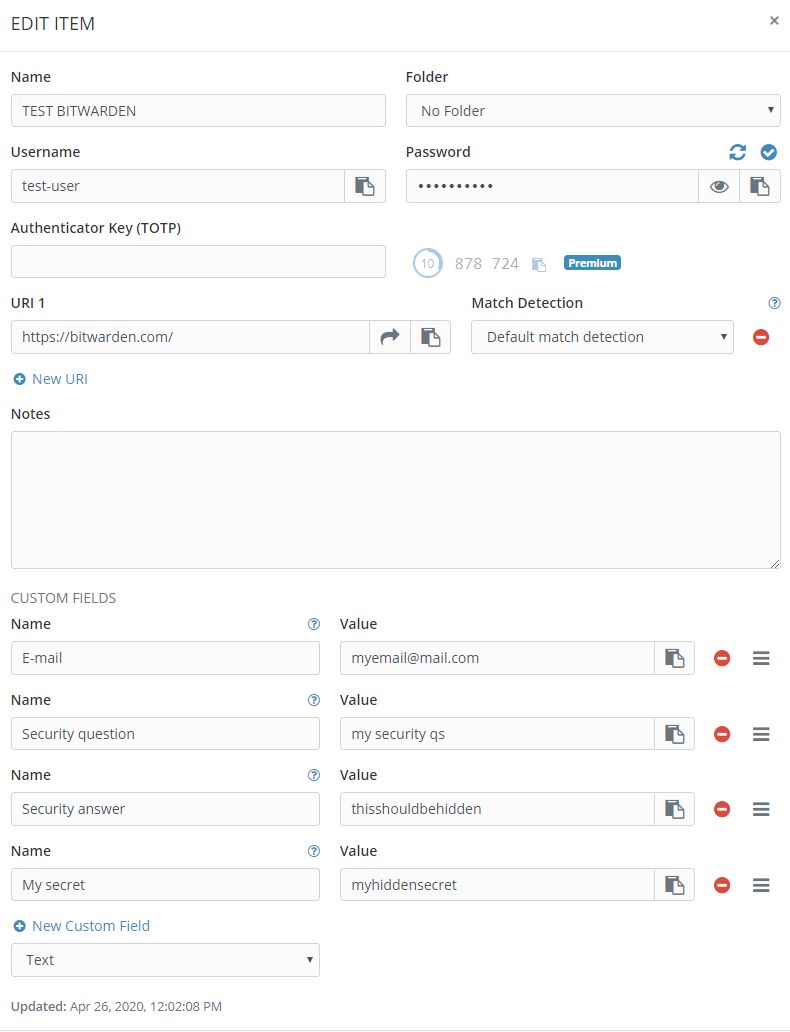 EDIT ITEM ×
Name Folder
TEST BITWARDEN No Folder
Username Password
test-user ••••••••••
Authenticator Key (TOTP)
10 878 724 Premium
URI 1 Match Detection
https://bitwarden.com/ Default match detection
New URI
Notes
CUSTOM FIELDS
Name Value
E-mail myemail@mail.com
Name Value
Security question my security qs
Name Value
Security answer thisshouldbehidden
Name Value
My secret myhiddensecret
New Custom Field
Text
Updated: Apr 26, 2020, 12:02:08 PM